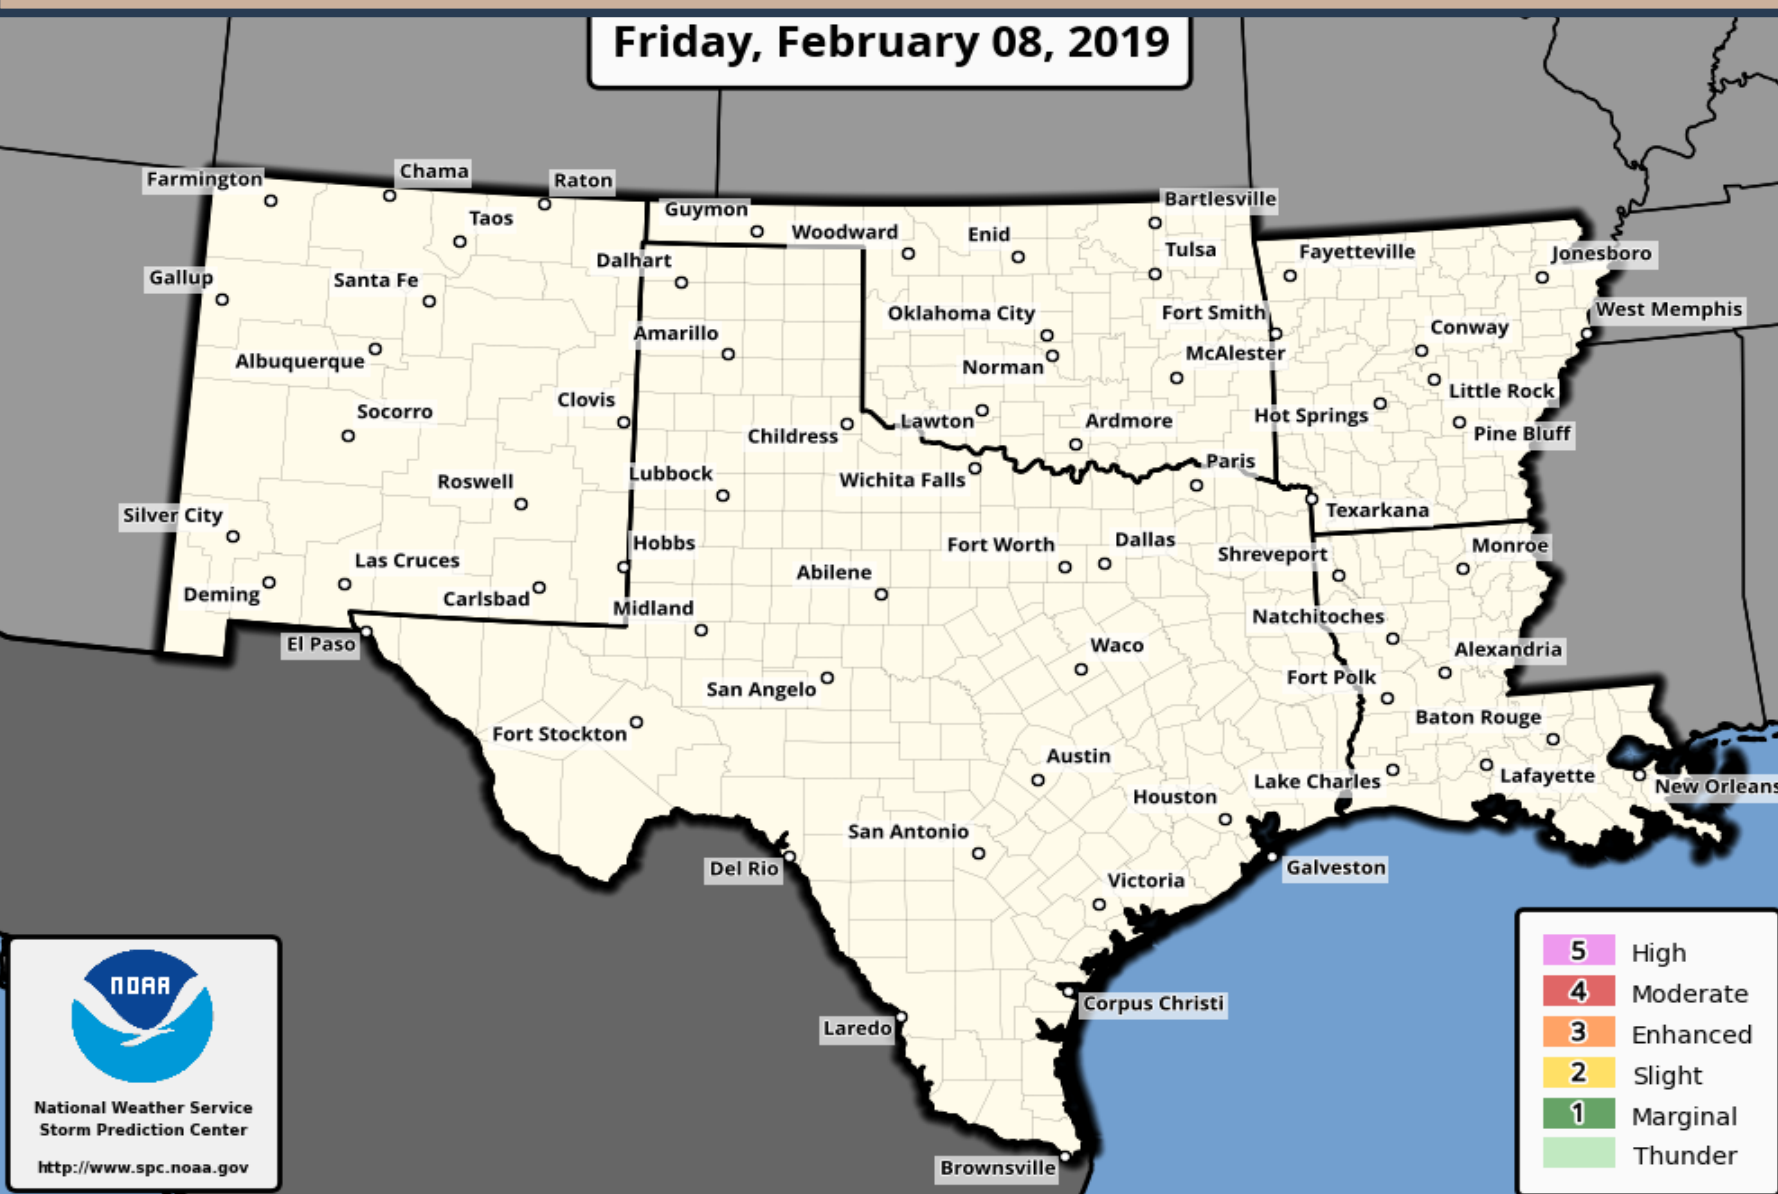 Friday, February 08, 2019
Farmington
Chama
Raton
Taos
Guymon
Woodward
Enid
Bartlesville
Tulsa
Fayetteville
Jonesboro
Gallup
Santa Fe
Dalhart
Oklahoma City
Fort Smith
West Memphis
Albuquerque
Amarillo
Norman
McAlester
Conway
Little Rock
Socorro
Clovis
Childress
Lawton
Ardmore
Hot Springs
Pine Bluff
Roswell
Lubbock
Wichita Falls
Paris
Silver City
Texarkana
Las Cruces
Hobbs
Fort Worth
Dallas
Shreveport
Monroe
Deming
Carlsbad
Abilene
Midland
Natchitoches
El Paso
Waco
Alexandria
San Angelo
Fort Polk
Fort Stockton
Baton Rouge
Austin
Lake Charles
Lafayette
New Orleans
Houston
San Antonio
Del Rio
Galveston
Victoria
Corpus Christi
Laredo
Brownsville
NOAA
National Weather Service
Storm Prediction Center
http://www.spc.noaa.gov
5 High
4 Moderate
3 Enhanced
2 Slight
1 Marginal
Thunder